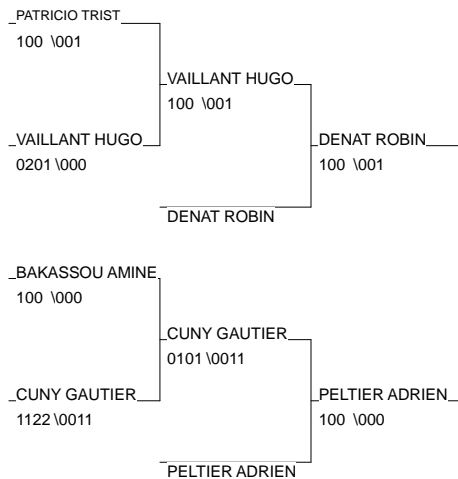 PATRICIO TRIST
100 \001
VAILLANT HUGO
100 \001
VAILLANT HUGO
0201 \000
DENAT ROBIN
100 \001
DENAT ROBIN
BAKASSOU AMINE
100 \000
CUNY GAUTIER
0101 \0011
CUNY GAUTIER
1122 \0011
PELTIER ADRIEN
100 \000
PELTIER ADRIEN